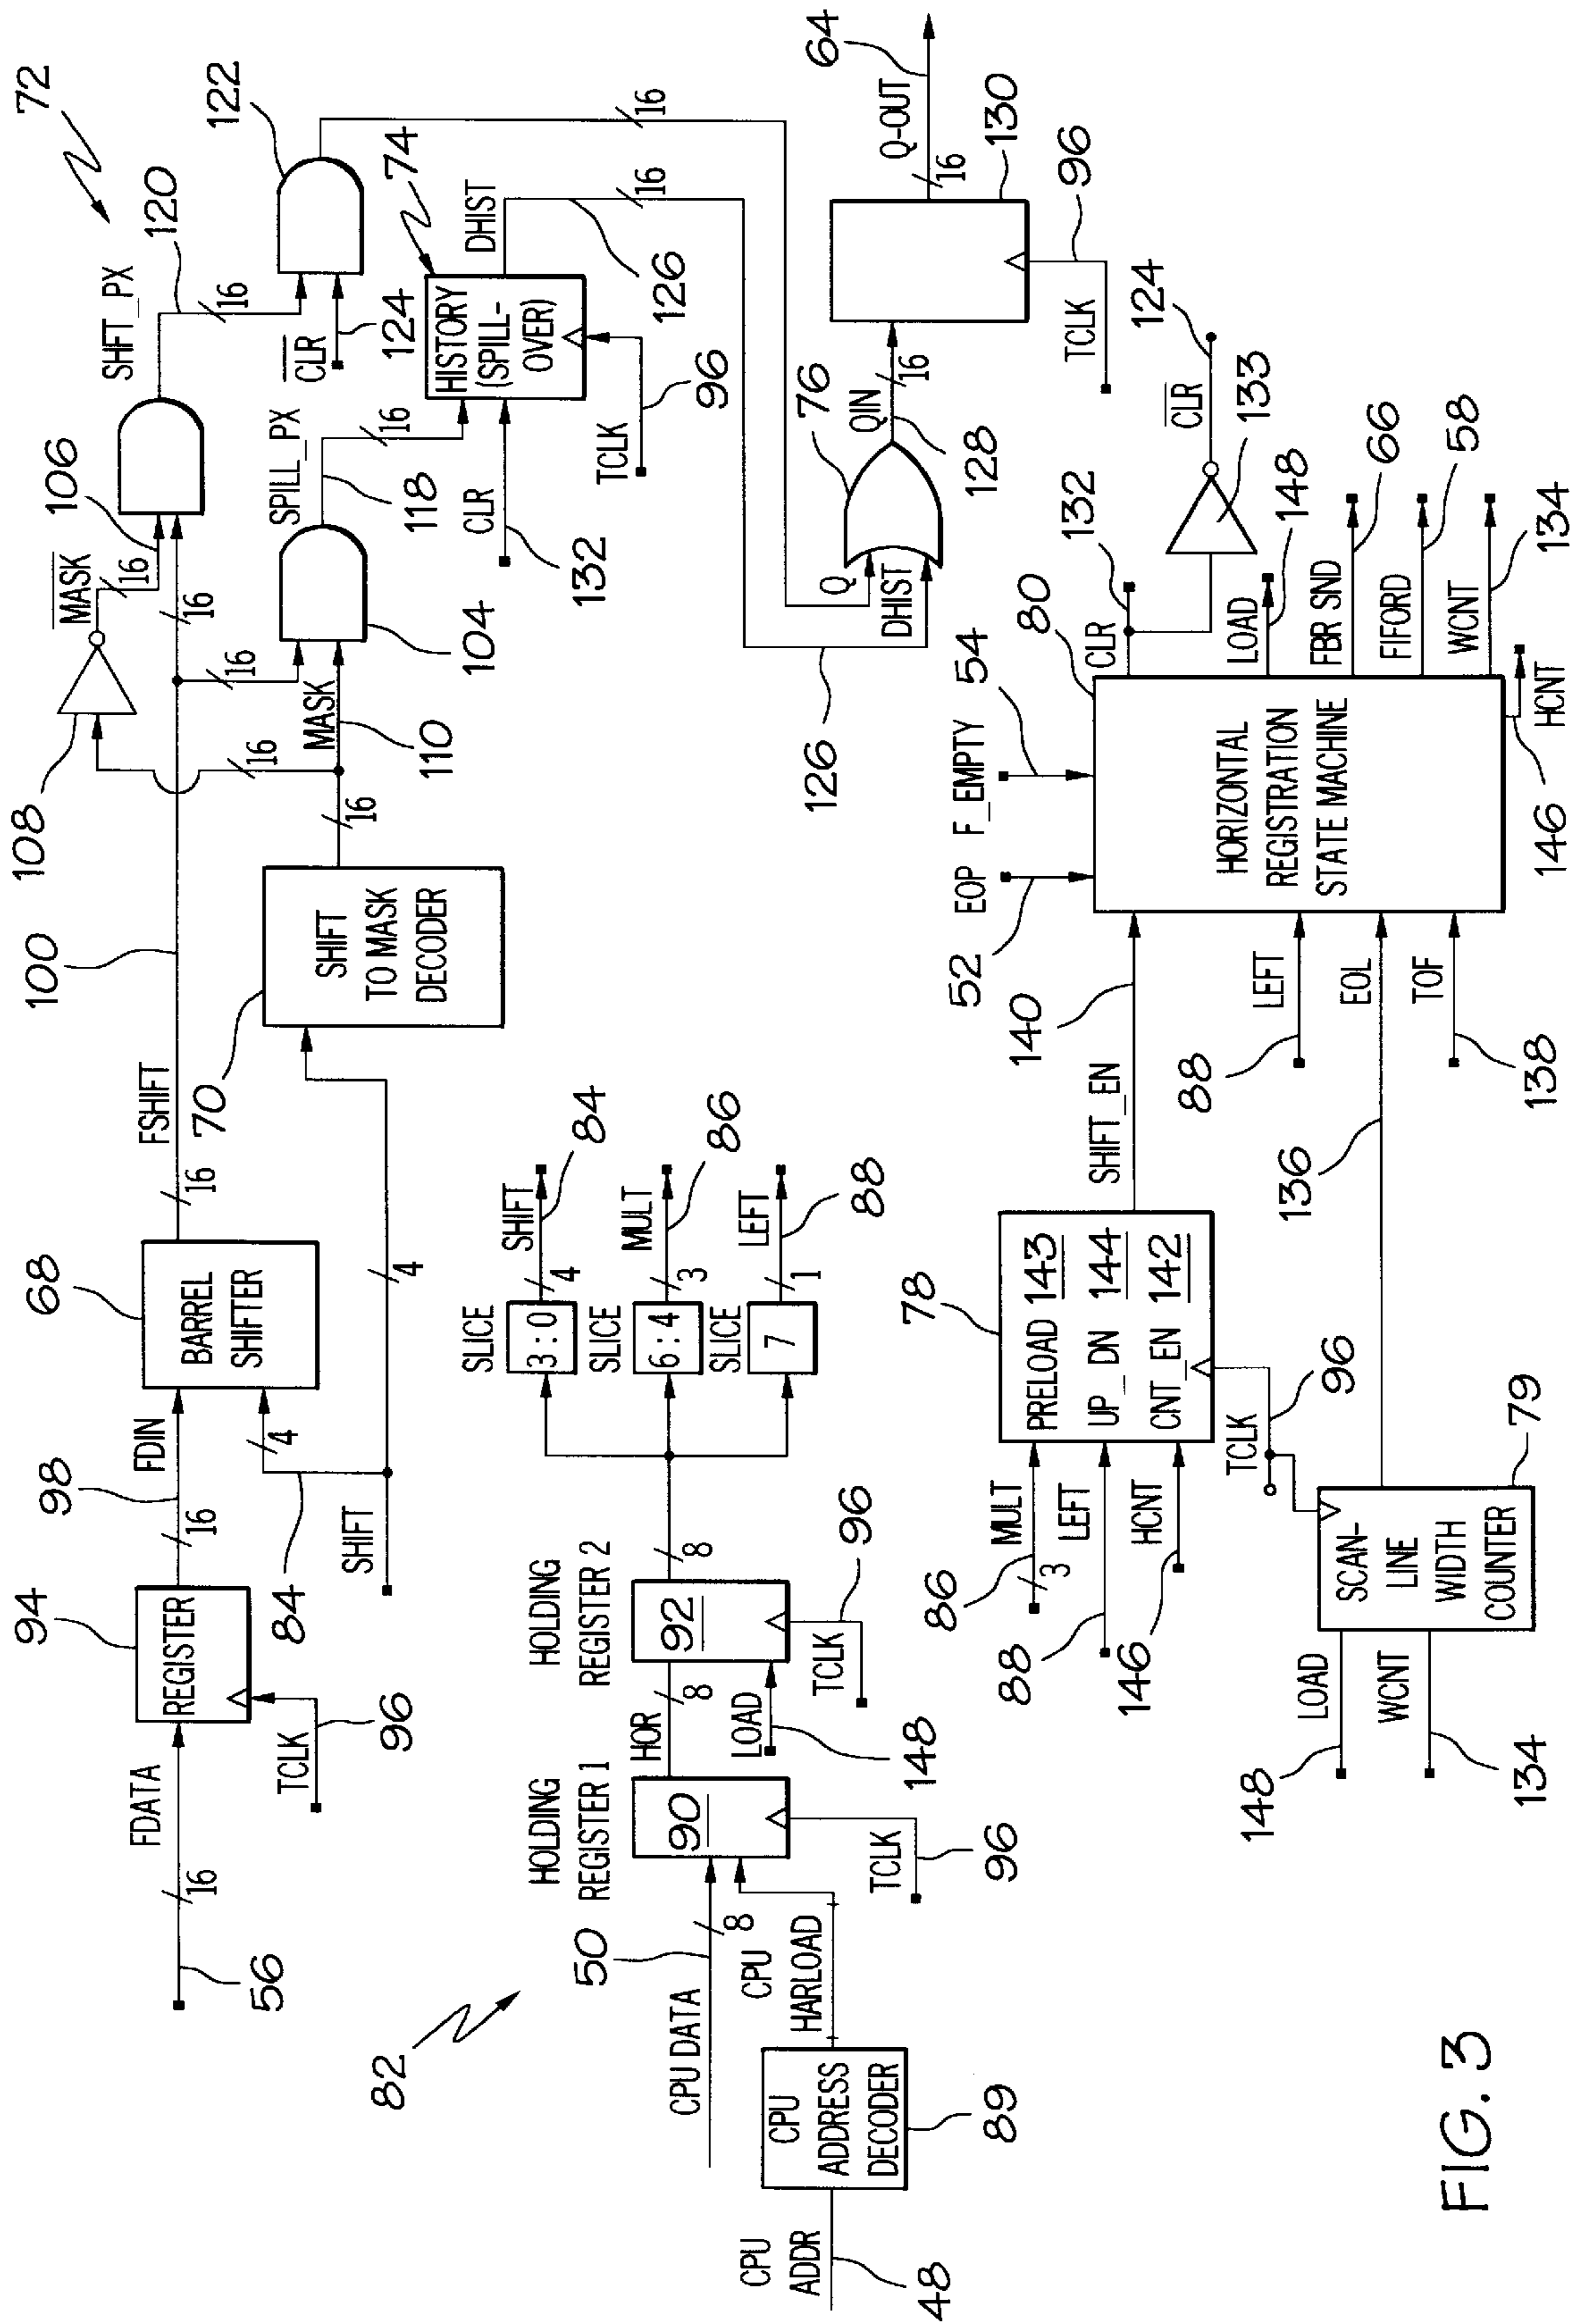 72
FDATA
16
56
TCLK
96
94
REGISTER
98
FDIN
16
84
4
SHIFT
4
68
BARREL
SHIFTER
FSHIFT
16
100
70
SHIFT
TO MASK
DECODER
16
MASK
110
16
108
MASK
16
106
16
16
104
SHFT_PX
120
16
122
CLR
124
16
SPILL_PX
118
16
CLR
132
74
HISTORY
(SPILL-
OVER)
TCLK
96
DHIST
126
16
82
CPU DATA
50
8
CPU
HARLOAD
CPU
ADDR
48
CPU
ADDRESS
DECODER
89
HOLDING
REGISTER 1
90
TCLK
96
HOR
8
HOLDING
REGISTER 2
92
LOAD
148
TCLK
96
8
SLICE
3:0
SHIFT
4
84
SLICE
6:4
MULT
3
86
SLICE
7
LEFT
1
88
126
Q
DHIST
76
QIN
16
128
130
TCLK
96
Q-OUT
16
64
MULT
3
86
LEFT
88
HCNT
146
78
PRELOAD 143
UP_DN 144
CNT_EN 142
TCLK
96
SHIFT_EN
140
LOAD
148
WCNT
134
SCAN-
LINE
WIDTH
COUNTER
79
136
EOP
52
F_EMPTY
54
LEFT
88
EOL
TOF
138
80
HORIZONTAL
REGISTRATION
STATE MACHINE
CLR
132
133
CLR
124
LOAD
148
FBR SND
66
FIFORD
58
WCNT
134
HCNT
146
FIG. 3